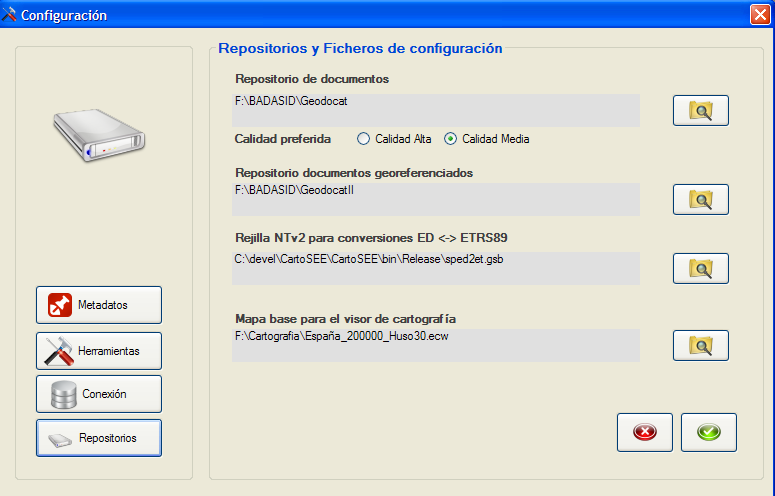 Configuración
Repositorios y Ficheros de configuración
Repositorio de documentos
F:\BADASID\Geodocat
Calidad preferida Calidad Alta Calidad Media
Repositorio documentos georeferenciados
F:\BADASID\GeodocatII
Rejilla NTv2 para conversiones ED <-> ETRS89
C:\devel\CartoSEE\CartoSEE\bin\Release\sped2et.gsb
Mapa base para el visor de cartografía
F:\Cartografia\España_200000_Huso30.ecw
Metadatos
Herramientas
Conexión
Repositorios